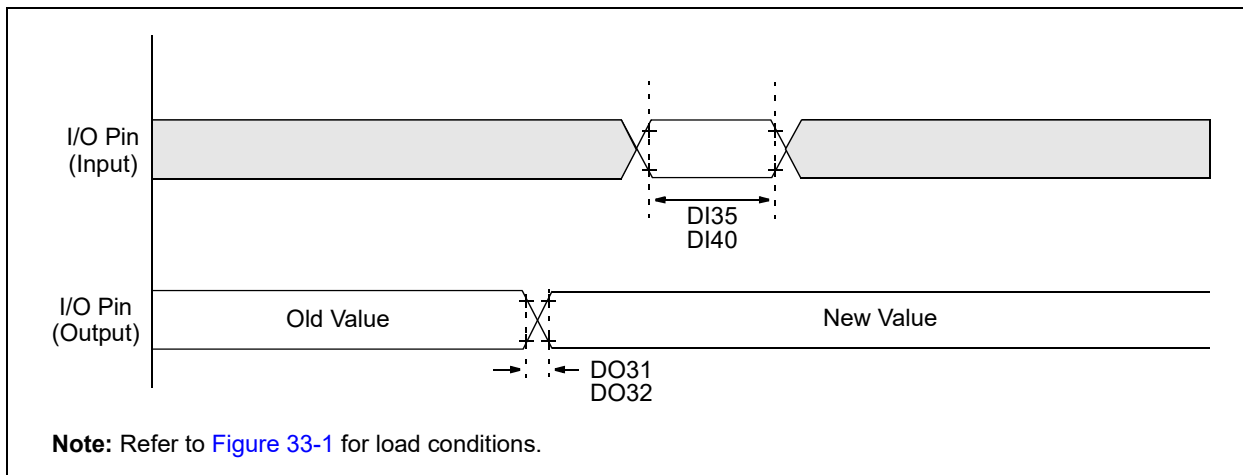 I/O Pin
(Input)
DI35
DI40
I/O Pin
(Output)
Old Value
New Value
DO31
DO32
Note: Refer to Figure 33-1 for load conditions.